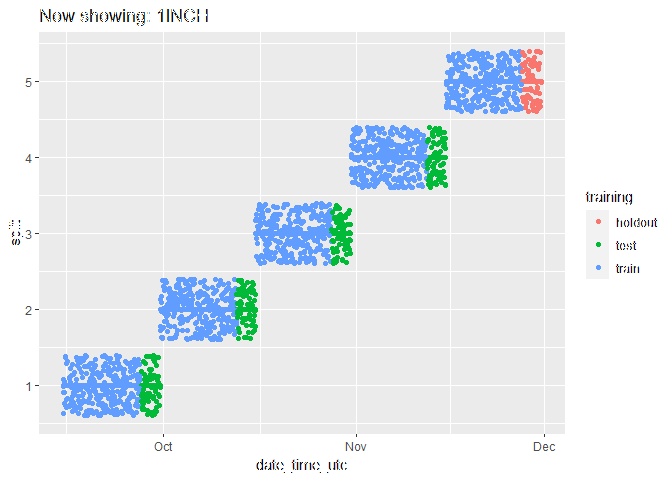 Now showing: 1INCH
5
4
3
2
1
split
Oct
Nov
Dec
date_time_utc
training
holdout
test
train